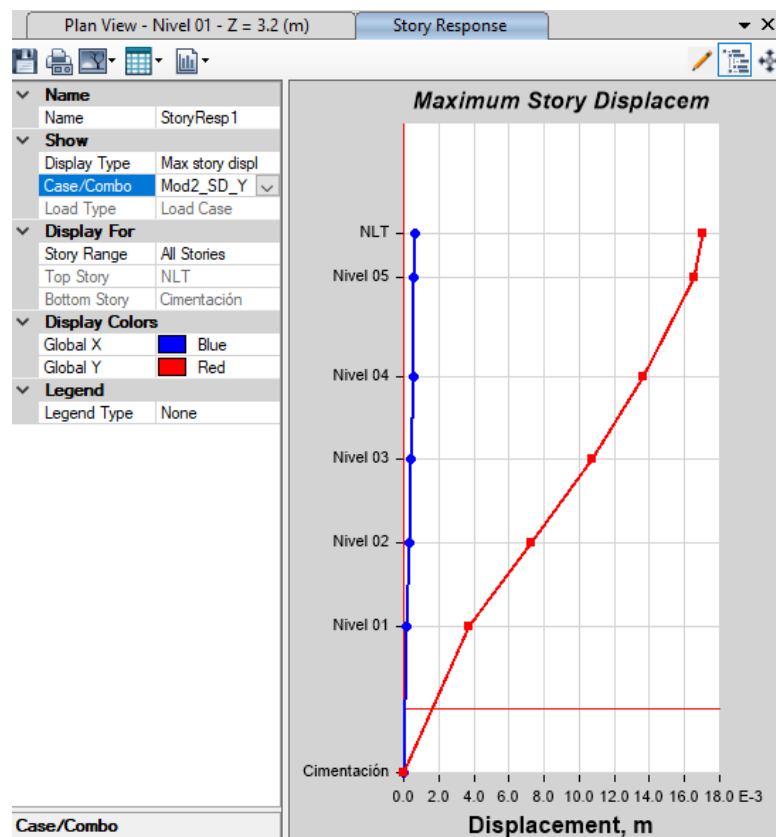 Plan View - Nivel 01 - Z = 3.2 (m)
Story Response
Name
Name StoryResp1
Show
Display Type Max story displ
Case/Combo Mod2_SD_Y
Load Type Load Case
Display For
Story Range All Stories
Top Story NLT
Bottom Story Cimentación
Display Colors
Global X Blue
Global Y Red
Legend
Legend Type None
Case/Combo
Maximum Story Displacem
NLT
Nivel 05
Nivel 04
Nivel 03
Nivel 02
Nivel 01
Cimentación
0.0 2.0 4.0 6.0 8.0 10.0 12.0 14.0 16.0 18.0 E-3
Displacement, m